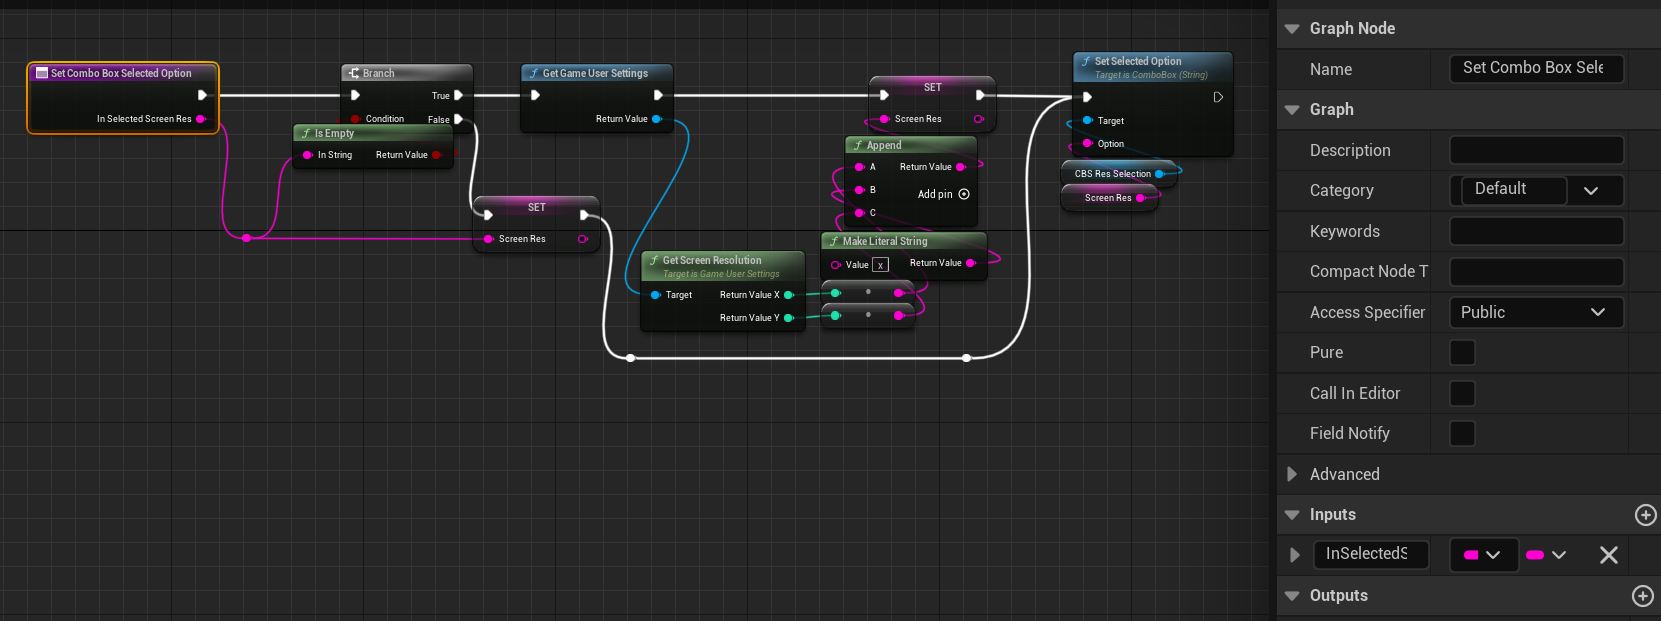 Set Combo Box Selected Option
In Selected Screen Res
Branch
True
Condition
False
Is Empty
In String
Return Value
SET
Screen Res
Get Game User Settings
Return Value
Get Screen Resolution
Target is Game User Settings
Target
Return Value X
Return Value Y
SET
Screen Res
Append
A
Return Value
B
Add pin
C
Make Literal String
Value
x
Return Value
Set Selected Option
Target is ComboBox (String)
Target
Option
CBS Res Selection
Screen Res
Graph Node
Name
Set Combo Box Sele
Graph
Description
Category
Default
Keywords
Compact Node T
Access Specifier
Public
Pure
Call In Editor
Field Notify
Advanced
Inputs
InSelectedS
Outputs